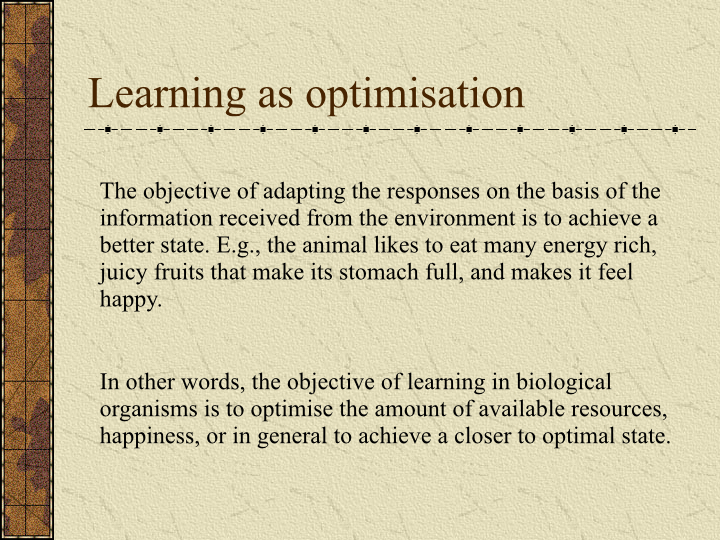 Learning as optimisation
The objective of adapting the responses on the basis of the
information received from the environment is to achieve a
better state. E.g., the animal likes to eat many energy rich,
juicy fruits that make its stomach full, and makes it feel
happy.
In other words, the objective of learning in biological
organisms is to optimise the amount of available resources,
happiness, or in general to achieve a closer to optimal state.